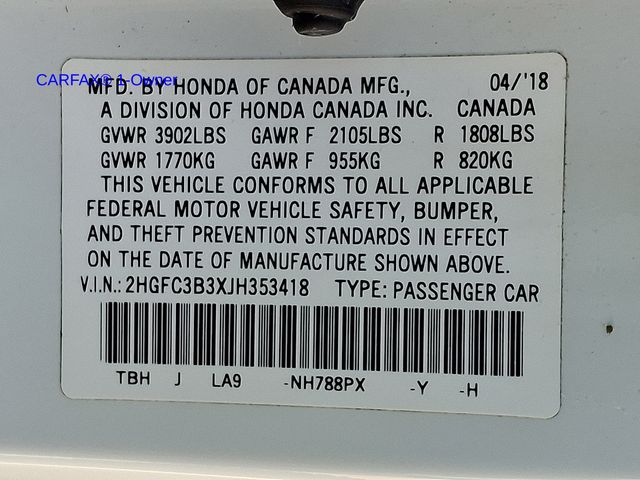 CARFAX© 1-Owner
MFD. BY HONDA OF CANADA MFG., 04/'18
A DIVISION OF HONDA CANADA INC. CANADA
GVWR 3902LBS GAWR F 2105LBS R 1808LBS
GVWR 1770KG GAWR F 955KG R 820KG
THIS VEHICLE CONFORMS TO ALL APPLICABLE
FEDERAL MOTOR VEHICLE SAFETY, BUMPER,
AND THEFT PREVENTION STANDARDS IN EFFECT
ON THE DATE OF MANUFACTURE SHOWN ABOVE.
V.I.N.: 2HGFC3B3XJH353418 TYPE: PASSENGER CAR
TBH J LA9 -NH788PX -Y -H